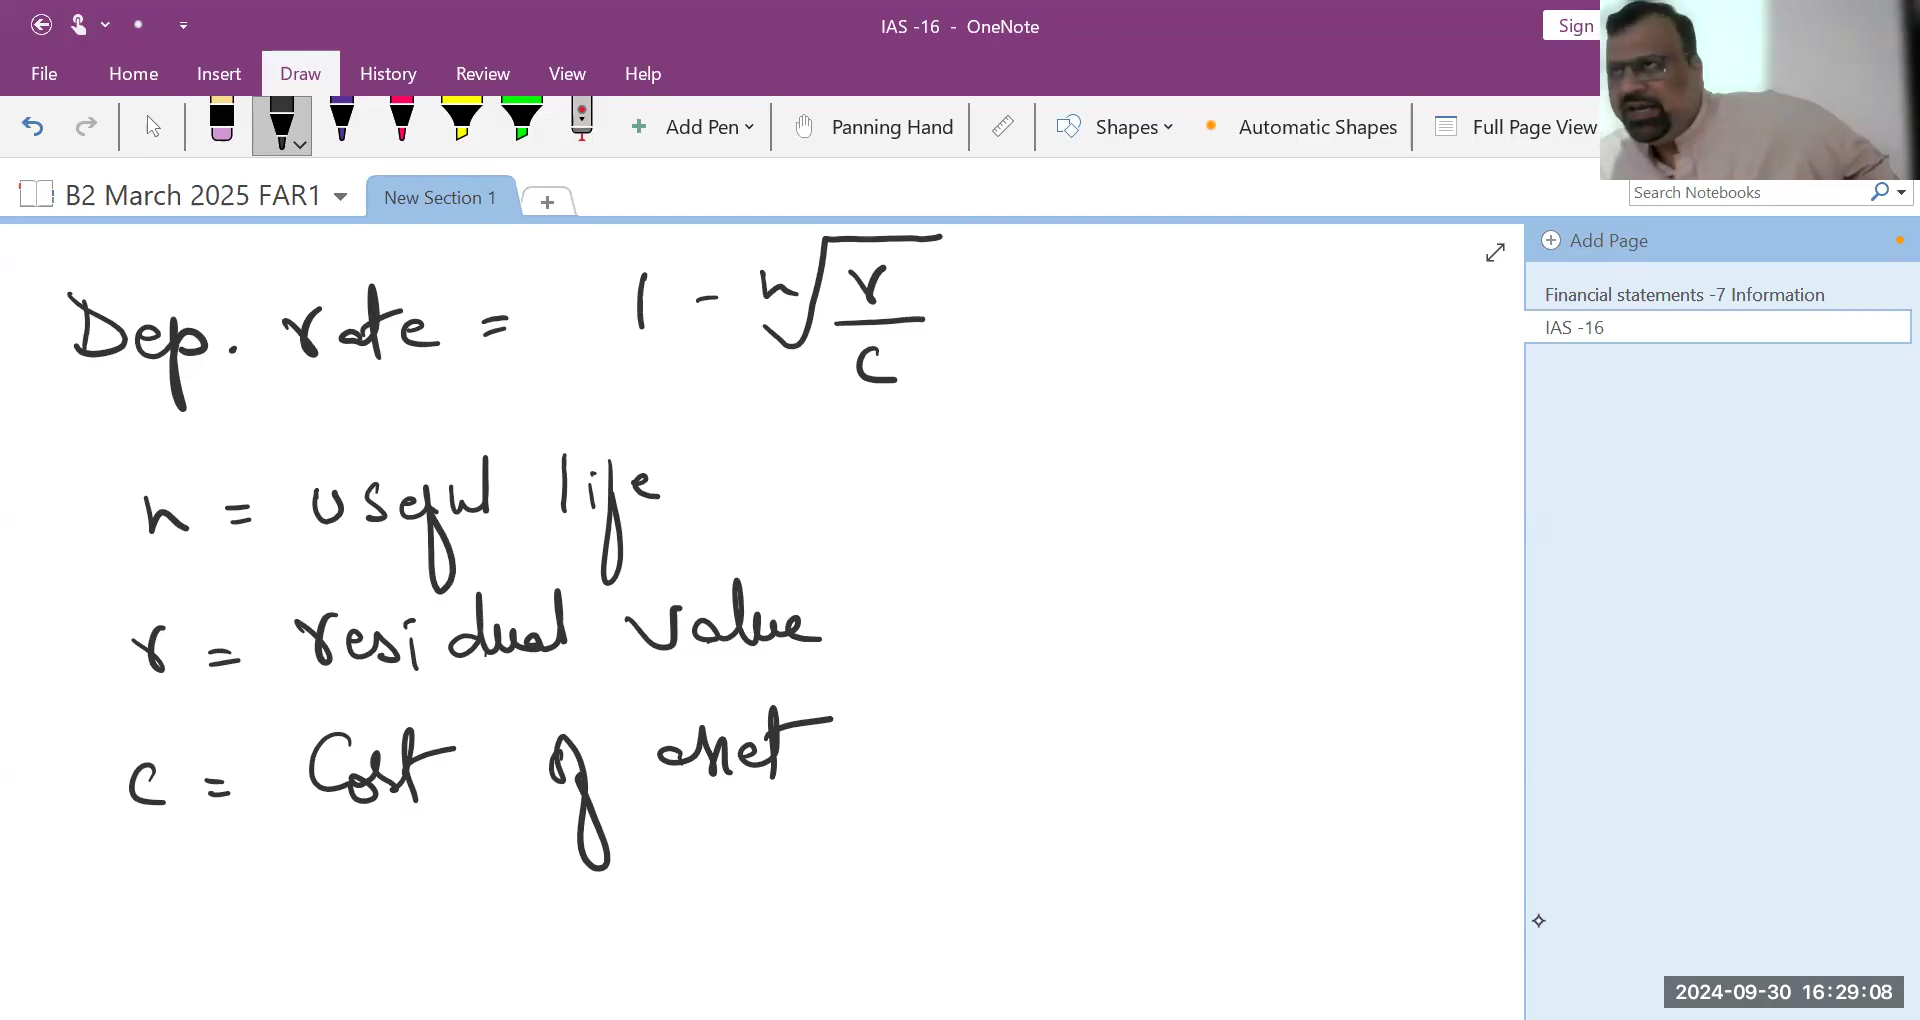 IAS -16 - OneNote
Sign
File Home Insert Draw History Review View Help
Add Pen Panning Hand Shapes Automatic Shapes Full Page View
B2 March 2025 FAR1 New Section 1
Search Notebooks
Add Page
Financial statements -7 Information
IAS -16
Dep. rate = 1 - n√(r/c)
n = useful life
r = residual value
c = Cost of asset
2024-09-30 16:29:08